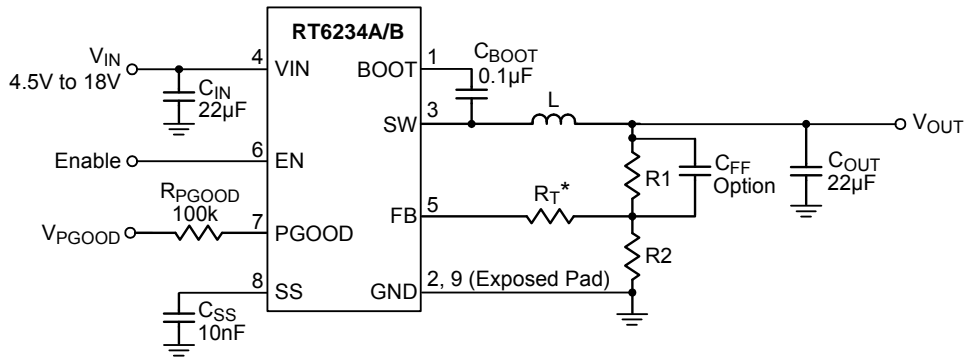 RT6234A/B
VIN
4.5V to 18V
4
VIN
CIN
22µF
BOOT
1
CBOOT
0.1µF
SW
3
L
VOUT
Enable
6
EN
R1
CFF
Option
COUT
22µF
RPGOOD
100k
VPGOOD
7
PGOOD
FB
5
RT*
R2
8
SS
CSS
10nF
GND
2, 9 (Exposed Pad)